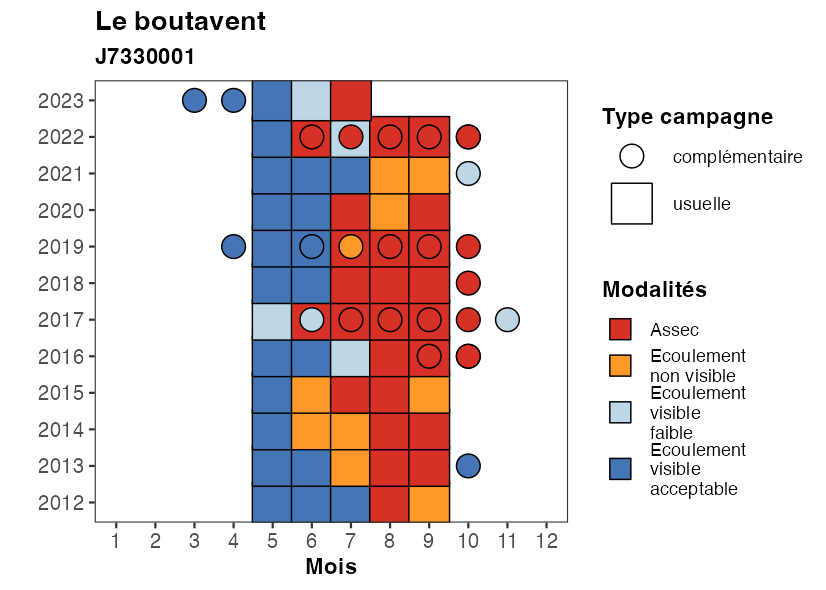 Le boutavent
J7330001
2023
2022
2021
2020
2019
2018
2017
2016
2015
2014
2013
2012
1 2 3 4 5 6 7 8 9 10 11 12
Mois
Type campagne
complémentaire
usuelle
Modalités
Assec
Ecoulement
non visible
Ecoulement
visible
faible
Ecoulement
visible
acceptable